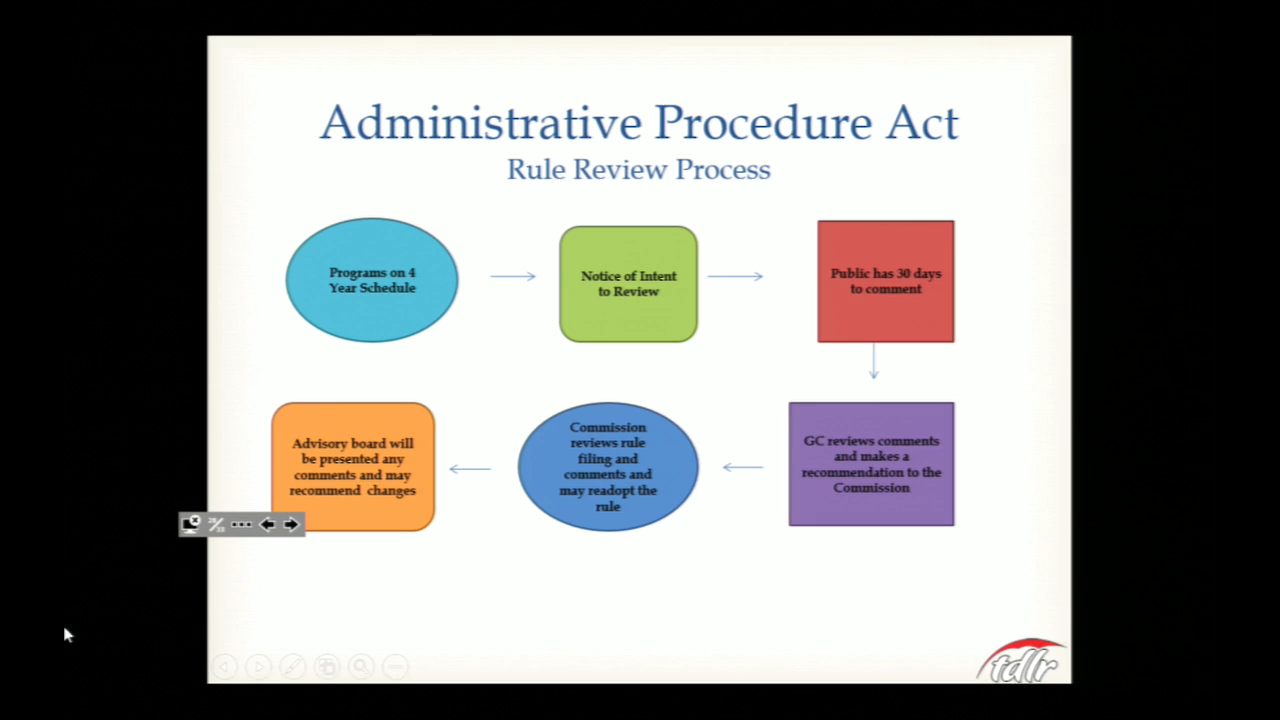 Administrative Procedure Act
Rule Review Process
Programs on 4
Year Schedule
Notice of Intent
to Review
Public has 30 days
to comment
GC reviews comments
and makes a
recommendation to the
Commission
Commission
reviews rule
filing and
comments and
may readopt the
rule
Advisory board will
be presented any
comments and may
recommend changes
tdlr